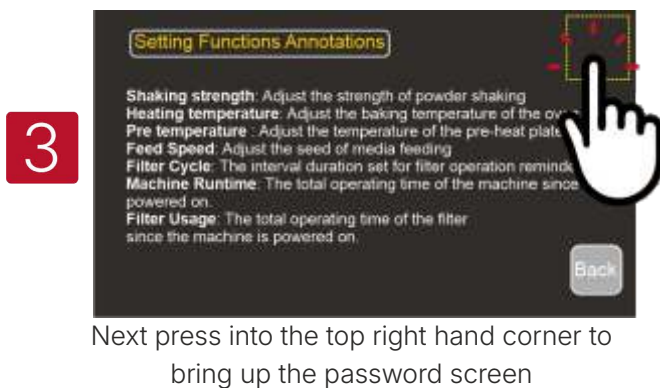 3
Setting Functions Annotations
Shaking strength: Adjust the strength of powder shaking
Heating temperature: Adjust the baking temperature of the
Pre temperature : Adjust the temperature of the pre-heat plate
Feed Speed: Adjust the seed of media feeding
Filter Cycle: The interval duration set for filter operation
Machine Runtime: The total operating time of the machine since
powered on.
Filter Usage: The total operating time of the filter
since the machine is powered on.
Back
Next press into the top right hand corner to
bring up the password screen